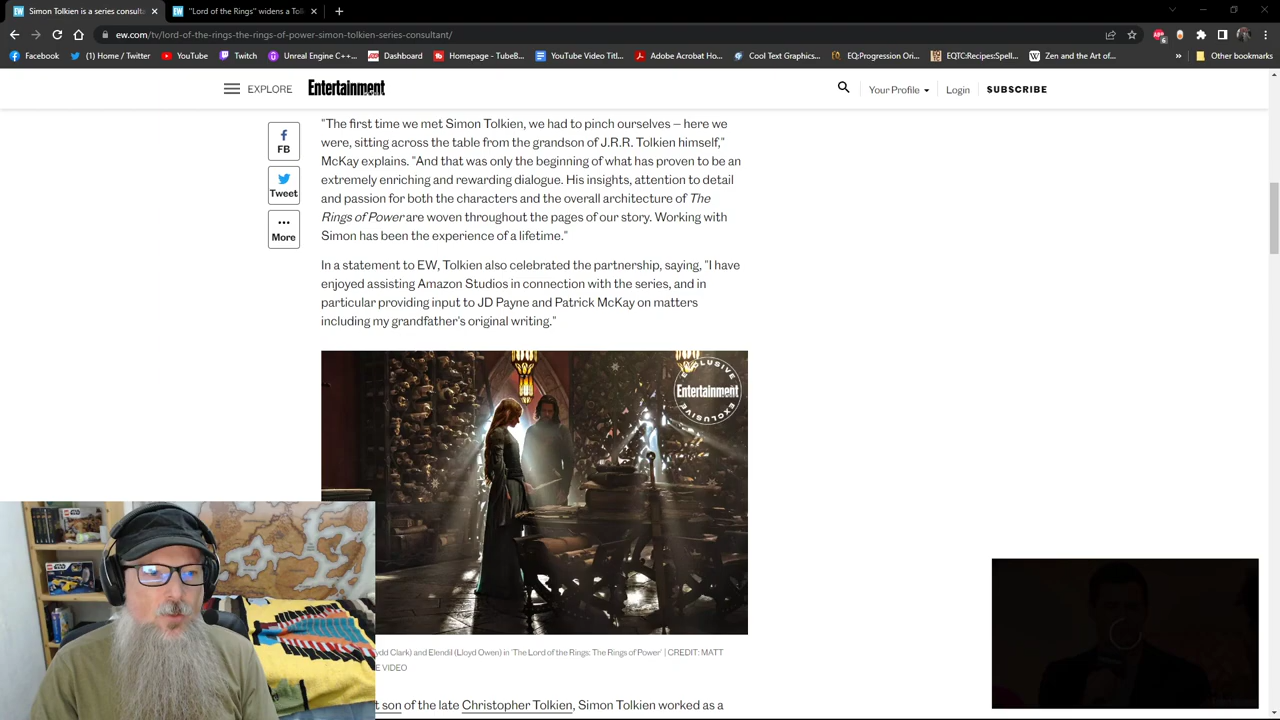 Simon Tolkien is a series consulta
"Lord of the Rings" widens a Tolk
ew.com/tv/lord-of-the-rings-the-rings-of-power-simon-tolkien-series-consultant/
Facebook
Twitter
YouTube
Twitch
Unreal Engine C++...
Dashboard
Homepage - Tube...
YouTube Video Titl...
Adobe Acrobat Home
Cool Text Graphics...
EQ:Progression Ori...
EQITC:Recipes:Spell...
Zen and the Art of...
»
Other bookmarks
EXPLORE
Entertainment
Your Profile
Login
SUBSCRIBE
FB
Tweet
More
"The first time we met Simon Tolkien, we had to pinch ourselves — here we
were, sitting across the table from the grandson of J.R.R. Tolkien himself,"
McKay explains. "And that was only the beginning of what has proven to be an
extremely enriching and rewarding dialogue. His insights, attention to detail
and passion for both the characters and the overall architecture of The
Rings of Power are woven throughout the pages of our story. Working with
Simon has been the experience of a lifetime."
In a statement to EW, Tolkien also celebrated the partnership, saying, "I have
enjoyed assisting Amazon Studios in connection with the series, and in
particular providing input to JD Payne and Patrick McKay on matters
including my grandfather's original writing."
EXCLUSIVE
Entertainment
EXCLUSIVE
ydd Clark) and Elendil (Lloyd Owen) in 'The Lord of the Rings: The Rings of Power' | CREDIT: MATT
E VIDEO
t son of the late Christopher Tolkien, Simon Tolkien worked as a